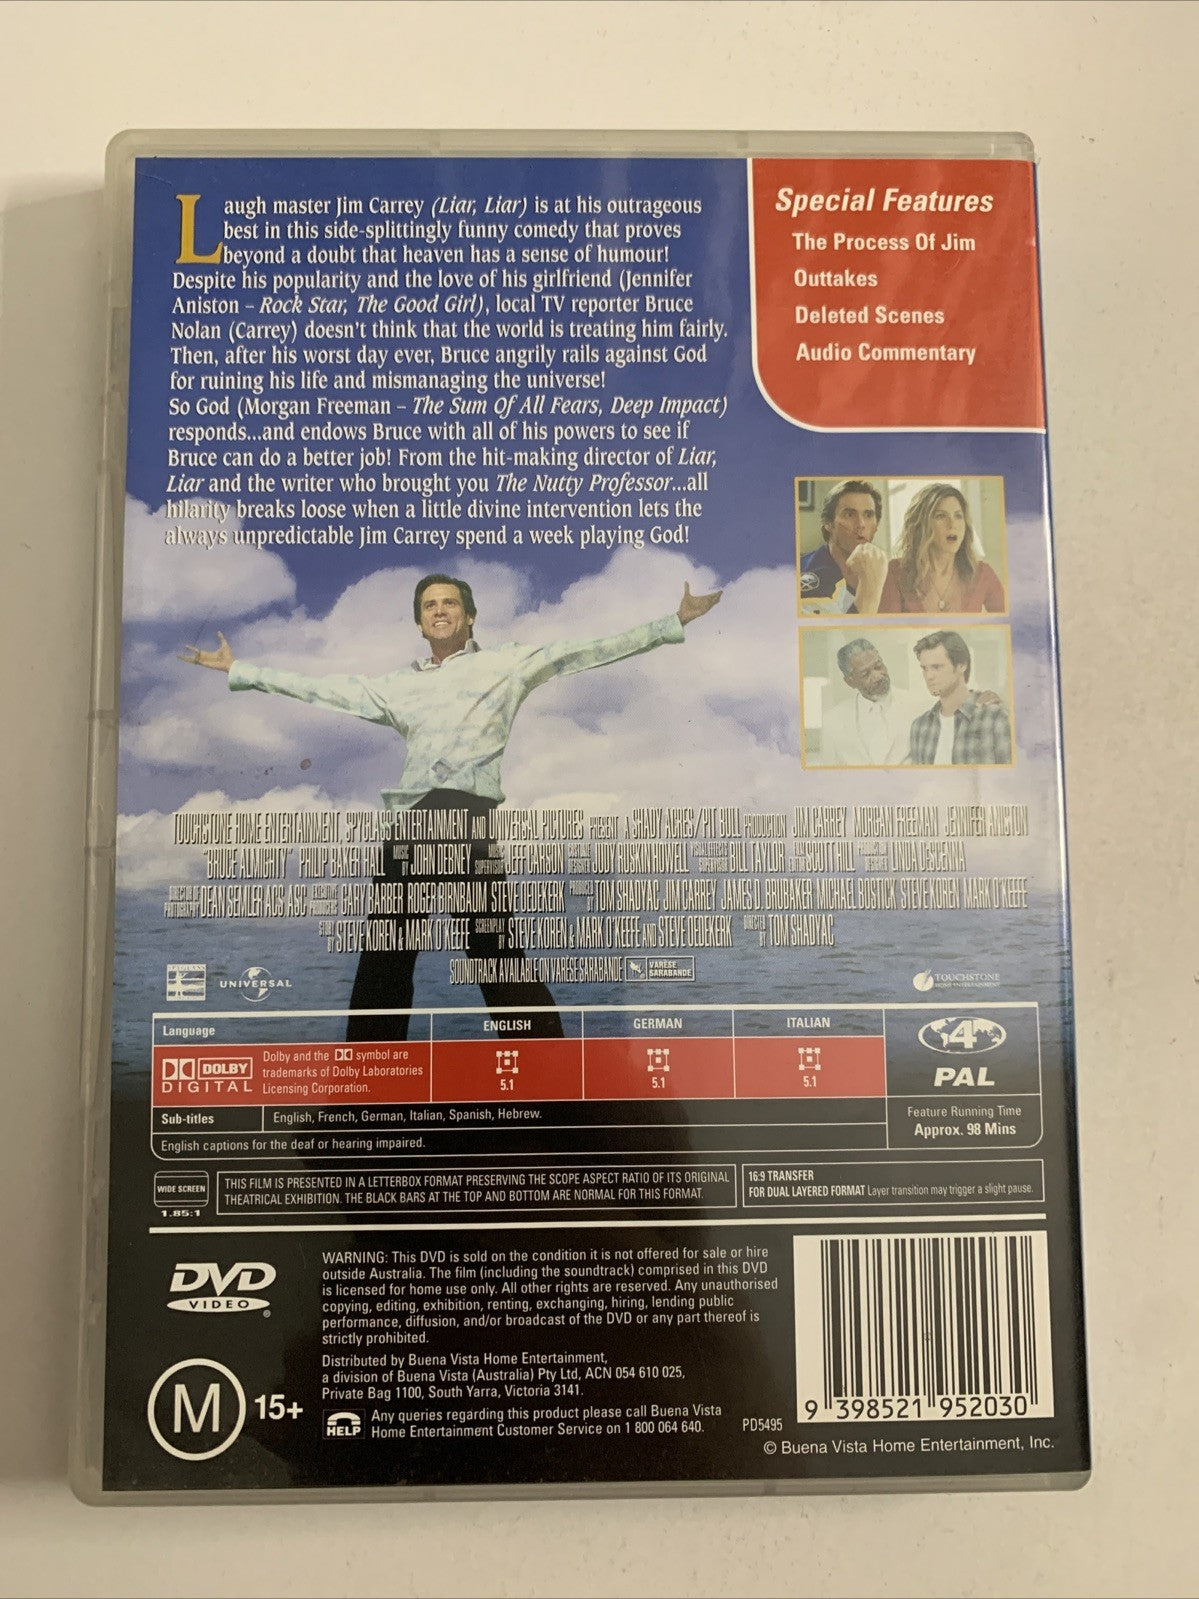 Laugh master Jim Carrey (Liar, Liar) is at his outrageous
best in this side-splittingly funny comedy that proves
beyond a doubt that heaven has a sense of humour!
Despite his popularity and the love of his girlfriend (Jennifer
Aniston – Rock Star, The Good Girl), local TV reporter Bruce
Nolan (Carrey) doesn't think that the world is treating him fairly.
Then, after his worst day ever, Bruce angrily rails against God
for ruining his life and mismanaging the universe!
So God (Morgan Freeman – The Sum Of All Fears, Deep Impact)
responds...and endows Bruce with all of his powers to see if
Bruce can do a better job! From the hit-making director of Liar,
Liar and the writer who brought you The Nutty Professor...all
hilarity breaks loose when a little divine intervention lets the
always unpredictable Jim Carrey spend a week playing God!
Special Features
The Process Of Jim
Outtakes
Deleted Scenes
Audio Commentary
TOUCHSTONE HOME ENTERTAINMENT, SPYGLASS ENTERTAINMENT AND UNIVERSAL PICTURES PRESENT A SHADY ACRES/PIT BULL PRODUCTION JIM CARREY MORGAN FREEMAN JENNIFER ANISTON
"BRUCE ALMIGHTY" PHILIP BAKER HALL MUSIC BY JOHN DEBNEY MUSIC SUPERVISOR JEFF CARSON COSTUME DESIGNER JUDY RUSKIN HOWELL VISUAL EFFECTS SUPERVISOR BILL TAYLOR SCOTT HILL LINDA DESCENNA
DIRECTOR OF PHOTOGRAPHY DEAN SEMLER ACS ASC EXECUTIVE PRODUCERS GARY BARBER ROGER BIRNBAUM STEVE OEDEKERK PRODUCED BY TOM SHADYAC JIM CARREY JAMES D. BRUBAKER MICHAEL BOSTICK STEVE KOREN MARK O'KEEFE
STORY BY STEVE KOREN & MARK O'KEEFE SCREENPLAY BY STEVE KOREN & MARK O'KEEFE AND STEVE OEDEKERK DIRECTED BY TOM SHADYAC
SOUNDTRACK AVAILABLE ON VARÈSE SARABANDE VARÈSE SARABANDE
SPYGLASS UNIVERSAL TOUCHSTONE
HOME ENTERTAINMENT
Language ENGLISH GERMAN ITALIAN
DOLBY DIGITAL
Dolby and the DD symbol are
trademarks of Dolby Laboratories
Licensing Corporation.
5.1 5.1 5.1
4
PAL
Sub-titles English, French, German, Italian, Spanish, Hebrew.
English captions for the deaf or hearing impaired.
Feature Running Time
Approx. 98 Mins
WIDE SCREEN
1.85:1
THIS FILM IS PRESENTED IN A LETTERBOX FORMAT PRESERVING THE SCOPE ASPECT RATIO OF ITS ORIGINAL
THEATRICAL EXHIBITION. THE BLACK BARS AT THE TOP AND BOTTOM ARE NORMAL FOR THIS FORMAT.
16:9 TRANSFER
FOR DUAL LAYERED FORMAT Layer transition may trigger a slight pause.
DVD
VIDEO
®
WARNING: This DVD is sold on the condition it is not offered for sale or hire
outside Australia. The film (including the soundtrack) comprised in this DVD
is licensed for home use only. All other rights are reserved. Any unauthorised
copying, editing, exhibition, renting, exchanging, hiring, lending public
performance, diffusion, and/or broadcast of the DVD or any part thereof is
strictly prohibited.
Distributed by Buena Vista Home Entertainment,
a division of Buena Vista (Australia) Pty Ltd, ACN 054 610 025,
Private Bag 1100, South Yarra, Victoria 3141.
M 15+
HELP
Any queries regarding this product please call Buena Vista
Home Entertainment Customer Service on 1 800 064 640.
PD5495
9 398521 952030
© Buena Vista Home Entertainment, Inc.